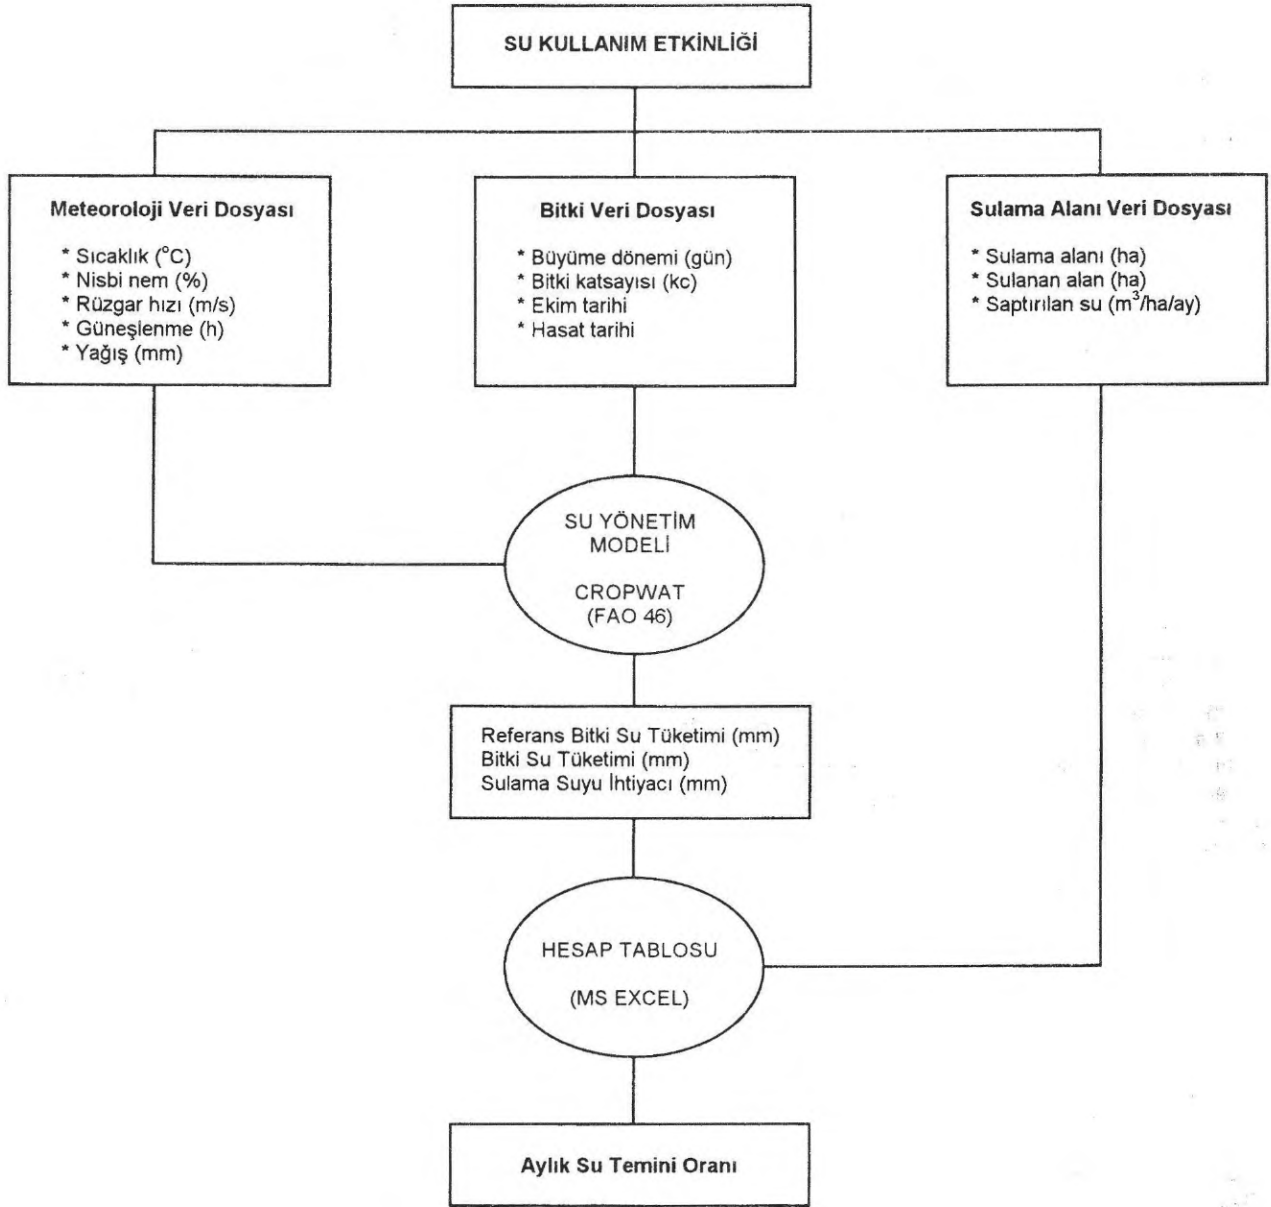 SU KULLANIM ETKİNLİĞİ
Meteoroloji Veri Dosyası
* Sıcaklık (°C)
* Nisbi nem (%)
* Rüzgar hızı (m/s)
* Güneşlenme (h)
* Yağış (mm)
Bitki Veri Dosyası
* Büyüme dönemi (gün)
* Bitki katsayısı (kc)
* Ekim tarihi
* Hasat tarihi
Sulama Alanı Veri Dosyası
* Sulama alanı (ha)
* Sulanan alan (ha)
* Saptırılan su (m³/ha/ay)
SU YÖNETİM
MODELİ
CROPWAT
(FAO 46)
Referans Bitki Su Tüketimi (mm)
Bitki Su Tüketimi (mm)
Sulama Suyu İhtiyacı (mm)
HESAP TABLOSU
(MS EXCEL)
Aylık Su Temini Oranı